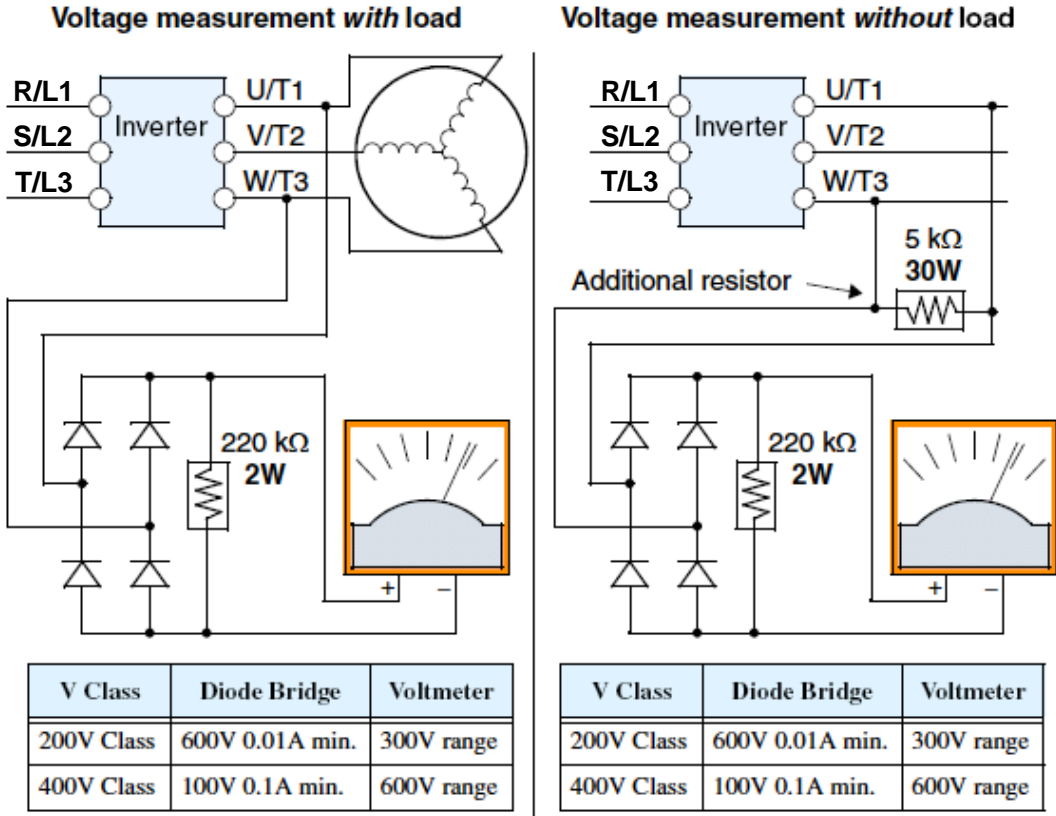 Voltage measurement with load
R/L1
S/L2
T/L3
Inverter
U/T1
V/T2
W/T3
220 kΩ
2W
+ –
V Class Diode Bridge Voltmeter
200V Class 600V 0.01A min. 300V range
400V Class 100V 0.1A min. 600V range
Voltage measurement without load
R/L1
S/L2
T/L3
Inverter
U/T1
V/T2
W/T3
5 kΩ
30W
Additional resistor
220 kΩ
2W
+ –
V Class Diode Bridge Voltmeter
200V Class 600V 0.01A min. 300V range
400V Class 100V 0.1A min. 600V range